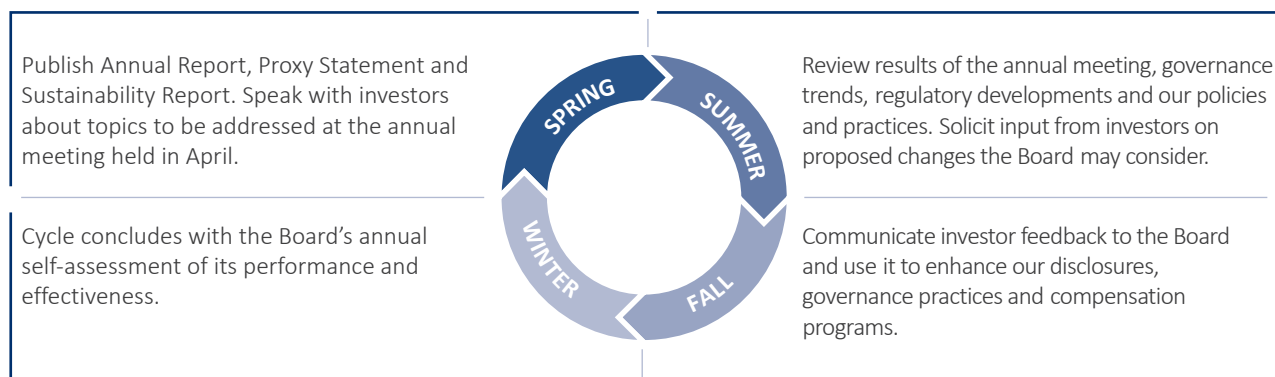 Publish Annual Report, Proxy Statement and
Sustainability Report. Speak with investors
about topics to be addressed at the annual
meeting held in April.
SPRING
SUMMER
Review results of the annual meeting, governance
trends, regulatory developments and our policies
and practices. Solicit input from investors on
proposed changes the Board may consider.
Cycle concludes with the Board’s annual
self-assessment of its performance and
effectiveness.
WINTER
FALL
Communicate investor feedback to the Board
and use it to enhance our disclosures,
governance practices and compensation
programs.